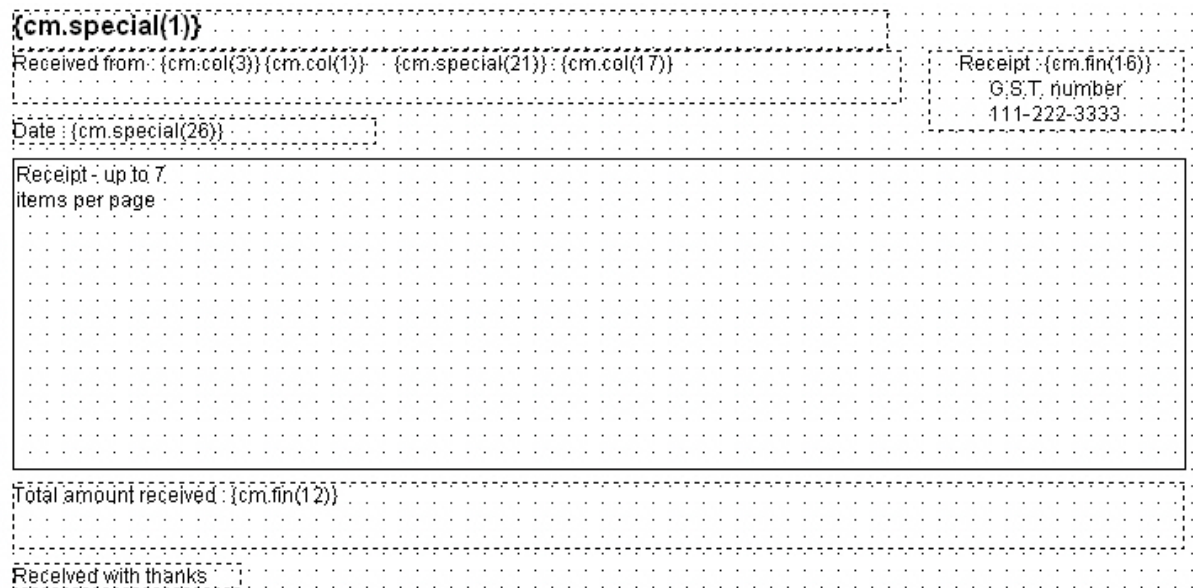 {cm.special(1)}
Received from : {cm.col(3)} {cm.col(1)} {cm.special(21)} : {cm.col(17)}
Receipt : {cm.fin(16)}
G.S.T. number
111-222-3333
Date : {cm.special(26)}
Receipt - up to 7
items per page
Total amount received : {cm.fin(12)}
Received with thanks